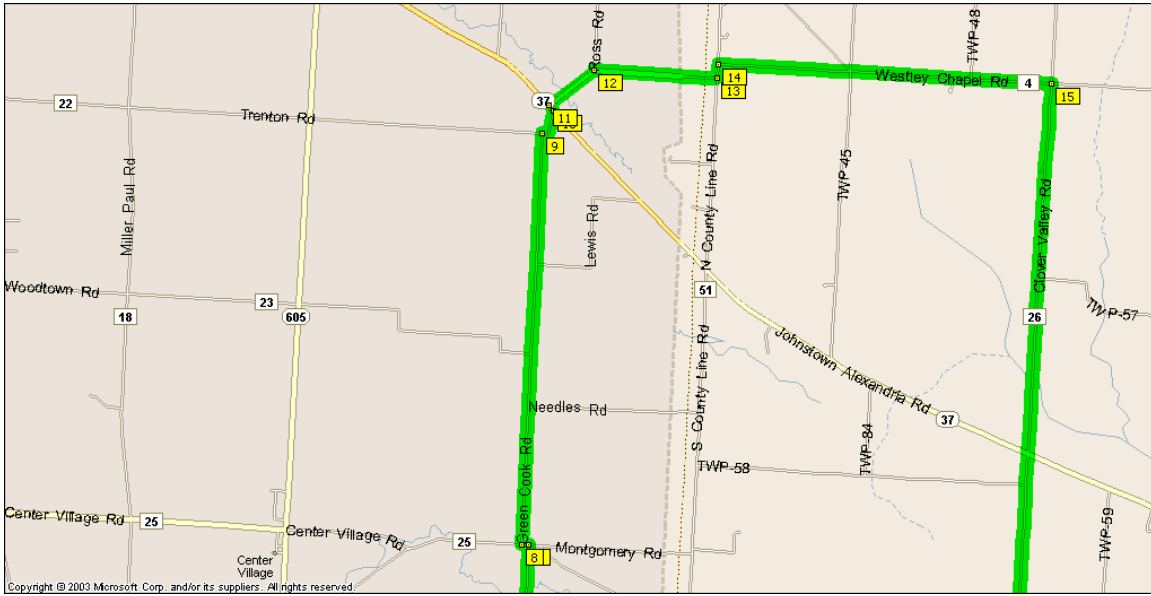 Ross Rd
TWP-48
12
14
13
Westley Chapel Rd
4
15
22
Trenton Rd
37
11
9
Miller Paul Rd
Lewis Rd
N County Line Rd
TWP-45
Clover Valley Rd
Woodtown Rd
23
18
605
51
26
TWP-57
S County Line Rd
Johnstown Alexandria Rd
37
Needles Rd
TWP-84
TWP-58
TWP-59
Green Cook Rd
Center Village Rd
25
Center Village Rd
25
8
Montgomery Rd
Center
Village
Copyright © 2003 Microsoft Corp. and/or its suppliers. All rights reserved.